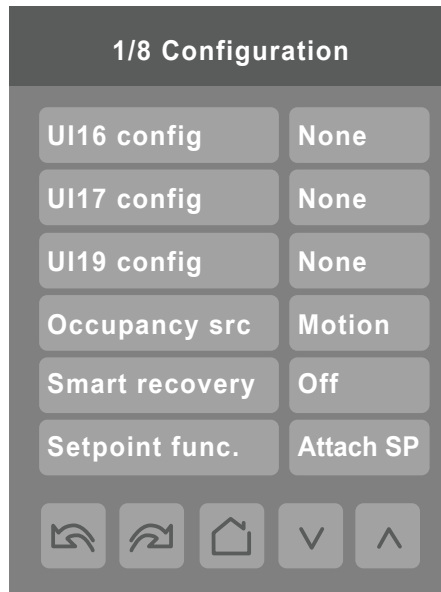 1/8 Configuration
UI16 config None
UI17 config None
UI19 config None
Occupancy src Motion
Smart recovery Off
Setpoint func. Attach SP